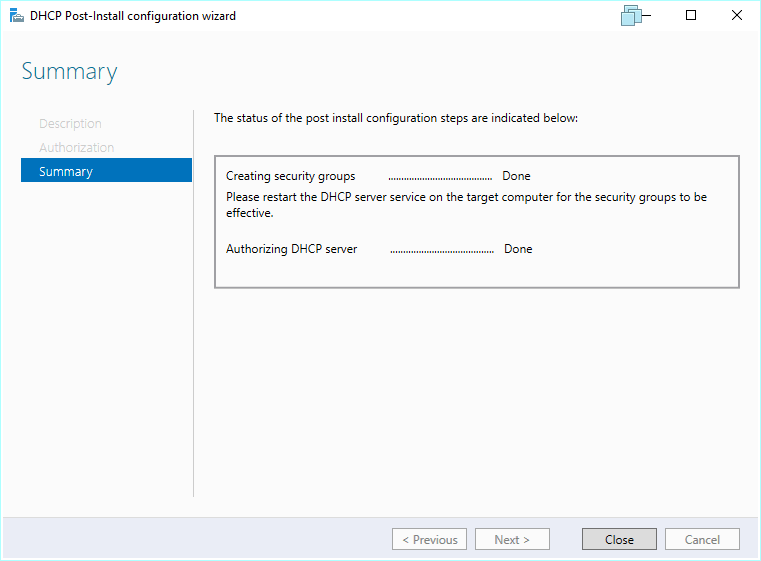 DHCP Post-Install configuration wizard
Summary
Description
Authorization
Summary
The status of the post install configuration steps are indicated below:
Creating security groups ........................................ Done
Please restart the DHCP server service on the target computer for the security groups to be
effective.
Authorizing DHCP server ........................................ Done
< Previous Next > Close Cancel